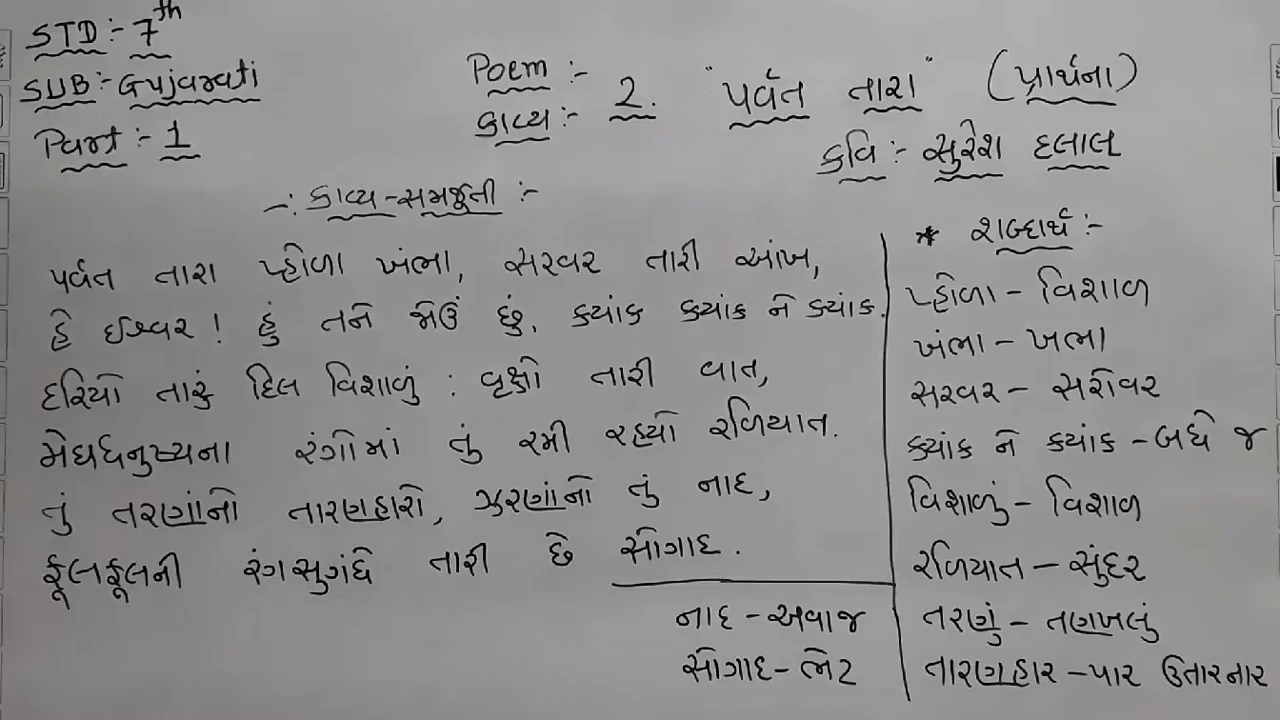 STD :- 7th
SUB :- Gujarati
Part :- 1
Poem :-
કાવ્ય :- 2. "પર્વત તારા" (પ્રાર્થના)
કવિ :- સુરેશ દલાલ
-: કાવ્ય-સમજૂતી :-
પર્વત તારા પ્હોળા ખંભા, સરવર તારી આંખ,
હે ઈશ્વર ! હું તને જોઉં છું, ક્યાંક ક્યાંક ને ક્યાંક.
દરિયો તારું દિલ વિશાળું : વૃક્ષો તારી વાત,
મેઘધનુષ્યના રંગોમાં તું રમી રહ્યો રળિયાત.
તું તરણાંનો તારણહારો, ઝરણાંનો તું નાદ,
ફૂલફૂલની રંગસુગંધે તારી છે સોગાદ.
* શબ્દાર્થ :-
પ્હોળા - વિશાળ
ખંભા - ખભા
સરવર - સરોવર
ક્યાંક ને ક્યાંક - બધે જ
વિશાળું - વિશાળ
રળિયાત - સુંદર
તરણું - તણખલું
તારણહાર - પાર ઉતારનાર
નાદ - અવાજ
સોગાદ - ભેટ